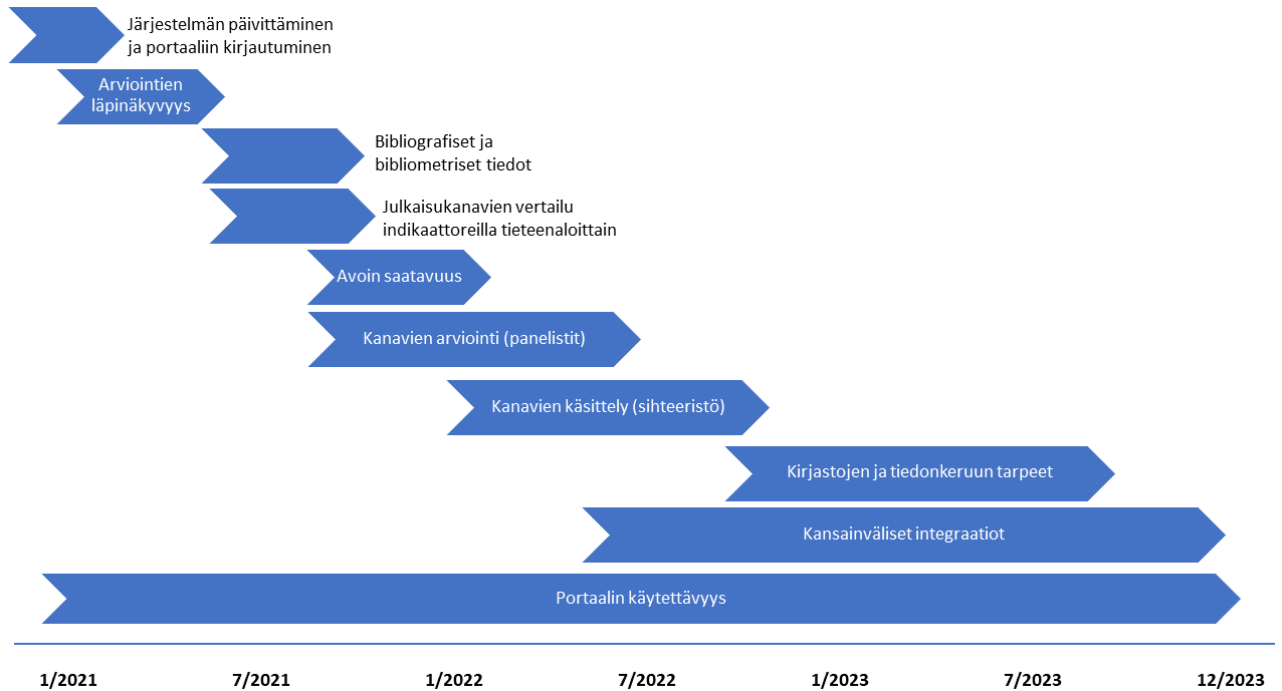 Järjestelmän päivittäminen
ja portaaliin kirjautuminen
Arviointien
läpinäkyvyys
Bibliografiset ja
bibliometriset tiedot
Julkaisukanavien vertailu
indikaattoreilla tieteenaloittain
Avoin saatavuus
Kanavien arviointi (panelistit)
Kanavien käsittely (sihteeristö)
Kirjastojen ja tiedonkeruun tarpeet
Kansainväliset integraatiot
Portaalin käytettävyys
1/2021 7/2021 1/2022 7/2022 1/2023 7/2023 12/2023